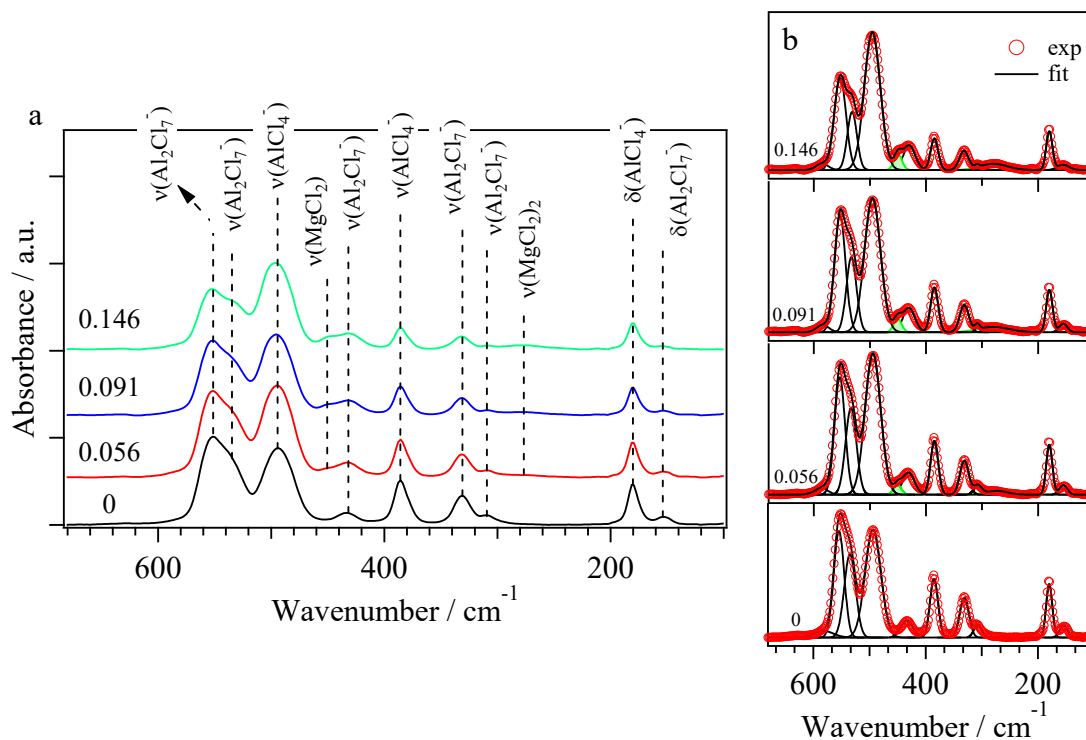 a
ν(Al₂Cl₇⁻)
ν(Al₂Cl₇⁻)
ν(AlCl₄⁻)
ν(MgCl₂)
ν(Al₂Cl₇⁻)
ν(AlCl₄⁻)
ν(Al₂Cl₇⁻)
ν(Al₂Cl₇⁻)
ν(MgCl₂)₂
δ(AlCl₄⁻)
δ(Al₂Cl₇⁻)
Absorbance / a.u.
0.146
0.091
0.056
0
600
400
200
Wavenumber / cm⁻¹
b
exp
fit
0.146
0.091
0.056
0
600
400
200
Wavenumber / cm⁻¹